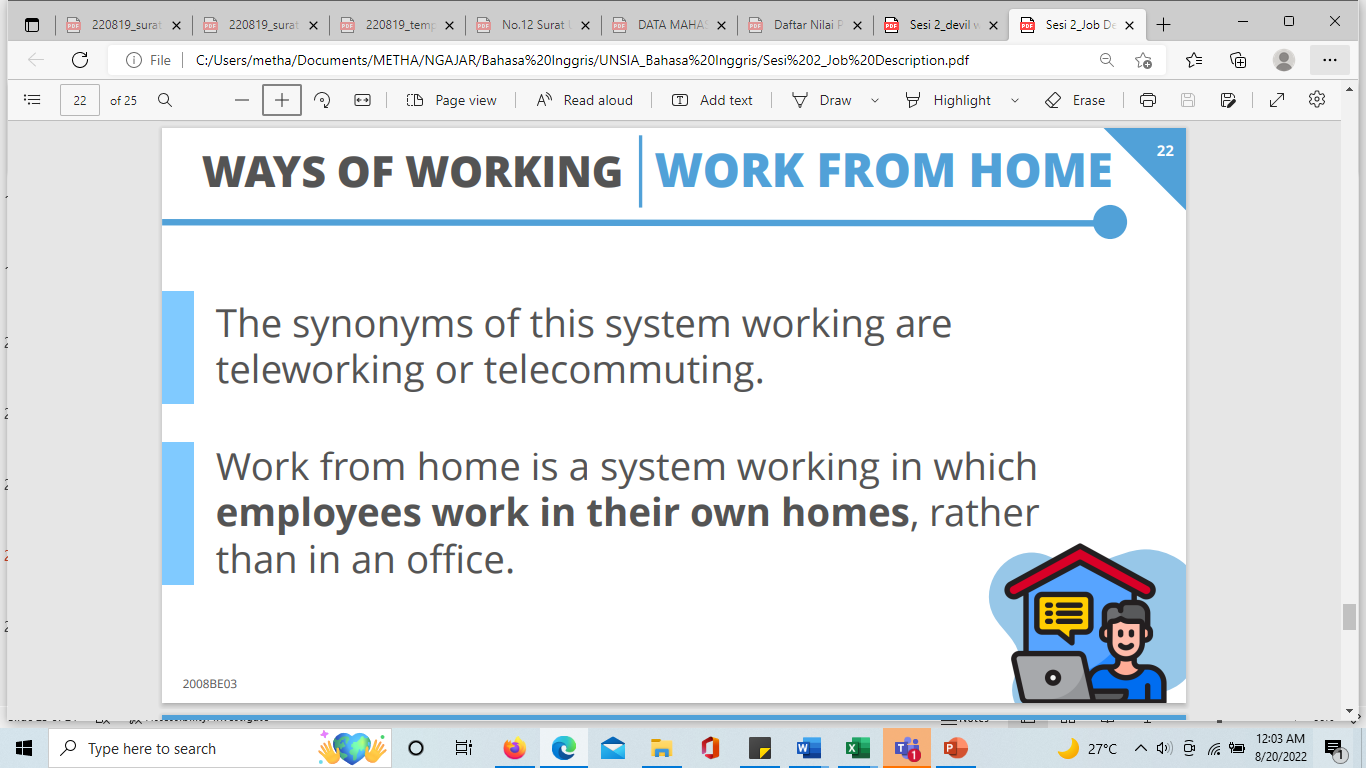 220819_surat
220819_surat
220819_temp
No.12 Surat
DATA MAHAS
Daftar Nilai P
Sesi 2_devil w
Sesi 2_Job De
File
C:/Users/metha/Documents/METHA/NGAJAR/Bahasa%20Inggris/UNSIA_Bahasa%20Inggris/Sesi%202_Job%20Description.pdf
22 of 25
Page view
Read aloud
Add text
Draw
Highlight
Erase
WAYS OF WORKING WORK FROM HOME
22
The synonyms of this system working are
teleworking or telecommuting.
Work from home is a system working in which
employees work in their own homes, rather
than in an office.
2008BE03
Type here to search
1
27°C
12:03 AM
8/20/2022
1